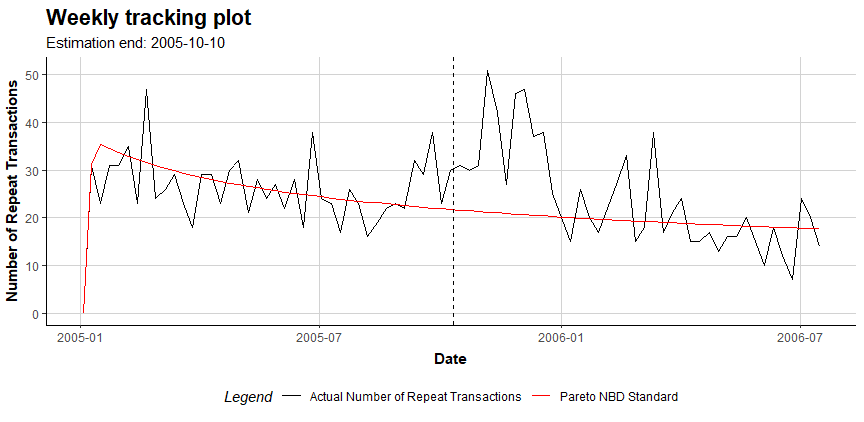 Weekly tracking plot
Estimation end: 2005-10-10
Number of Repeat Transactions
50
40
30
20
10
0
2005-01 2005-07 2006-01 2006-07
Date
Legend Actual Number of Repeat Transactions Pareto NBD Standard